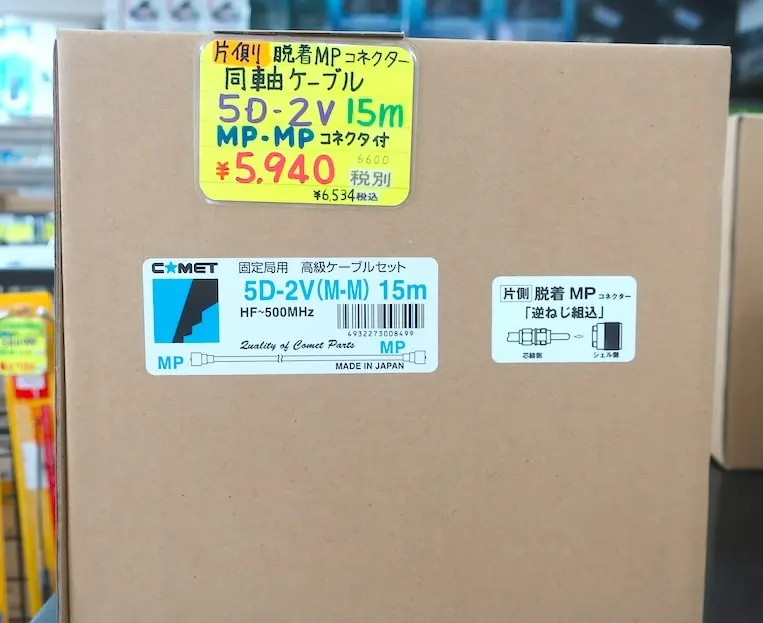 片側り 脱着MPコネクター
同軸ケーブル
5D-2V 15m
MP・MPコネクタ付
¥5,940 6600 税別
¥6,534税込
COMET 固定局用 高級ケーブルセット
5D-2V(M-M) 15m
HF~500MHz
4932273008499
Quality of Comet Parts
MP MP
MADE IN JAPAN
片側 脱着 MP コネクター
「逆ねじ組込」
芯線側 シェル側